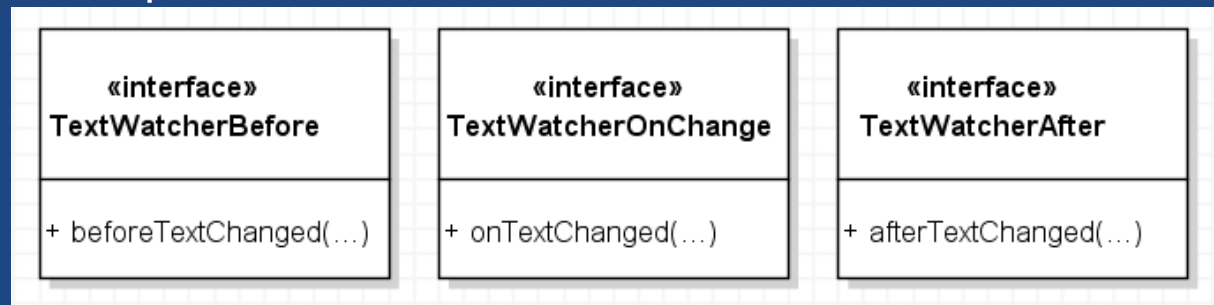 «interface»
TextWatcherBefore
+ beforeTextChanged(...)
«interface»
TextWatcherOnChange
+ onTextChanged(...)
«interface»
TextWatcherAfter
+ afterTextChanged(...)